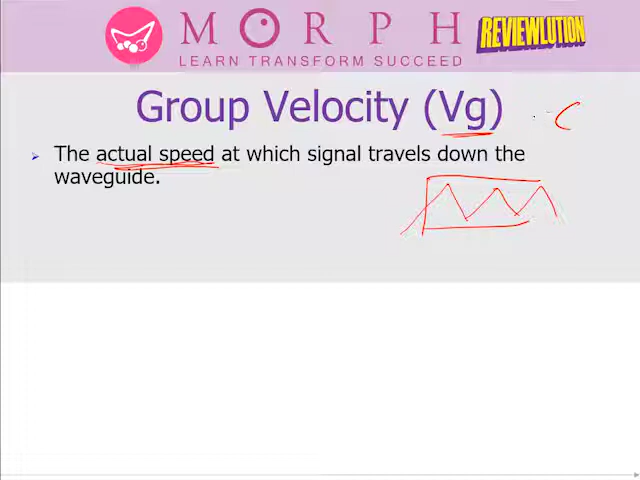 MORPH
REVIEWLUTION
LEARN TRANSFORM SUCCEED
Group Velocity (Vg)
C
The actual speed at which signal travels down the
waveguide.